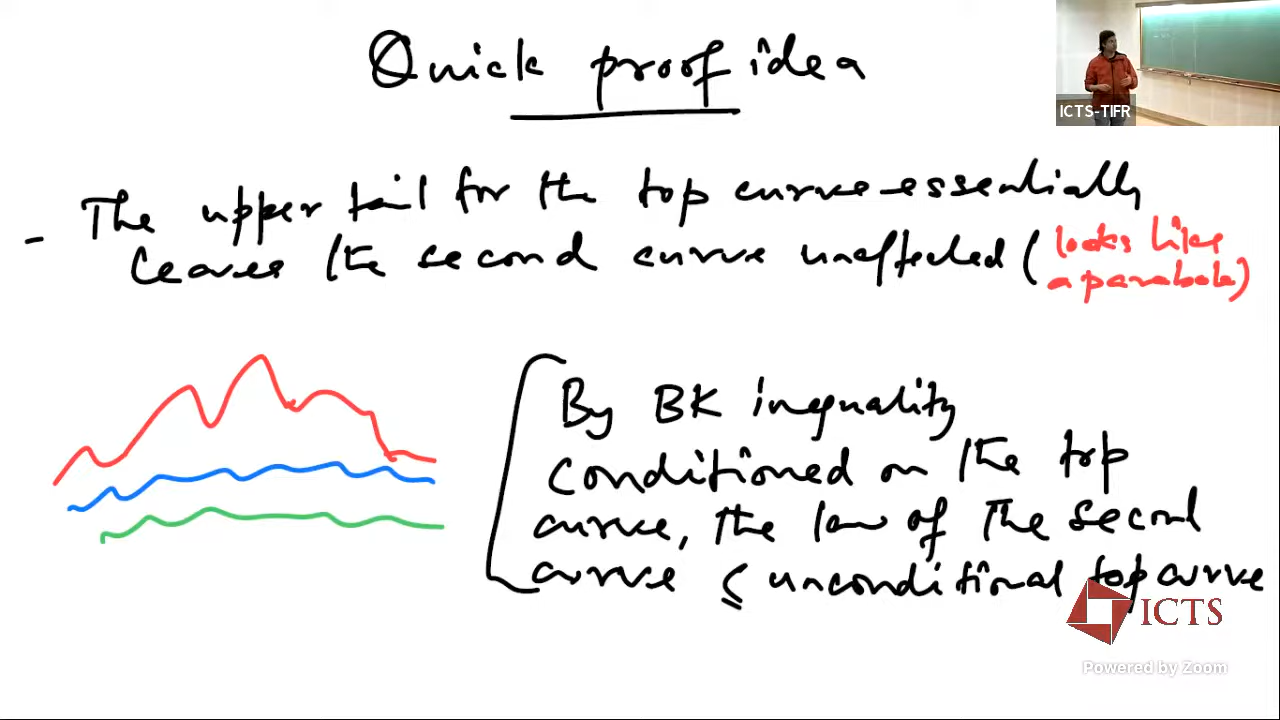 Quick proof idea
ICTS-TIFR
- The upper tail for the top curve essentially
leaves the second curve uneffected (looks like
a parabola)
By BK inequality
conditioned on the top
curve, the law of the second
curve ≤ unconditional top curve
ICTS
Powered by Zoom